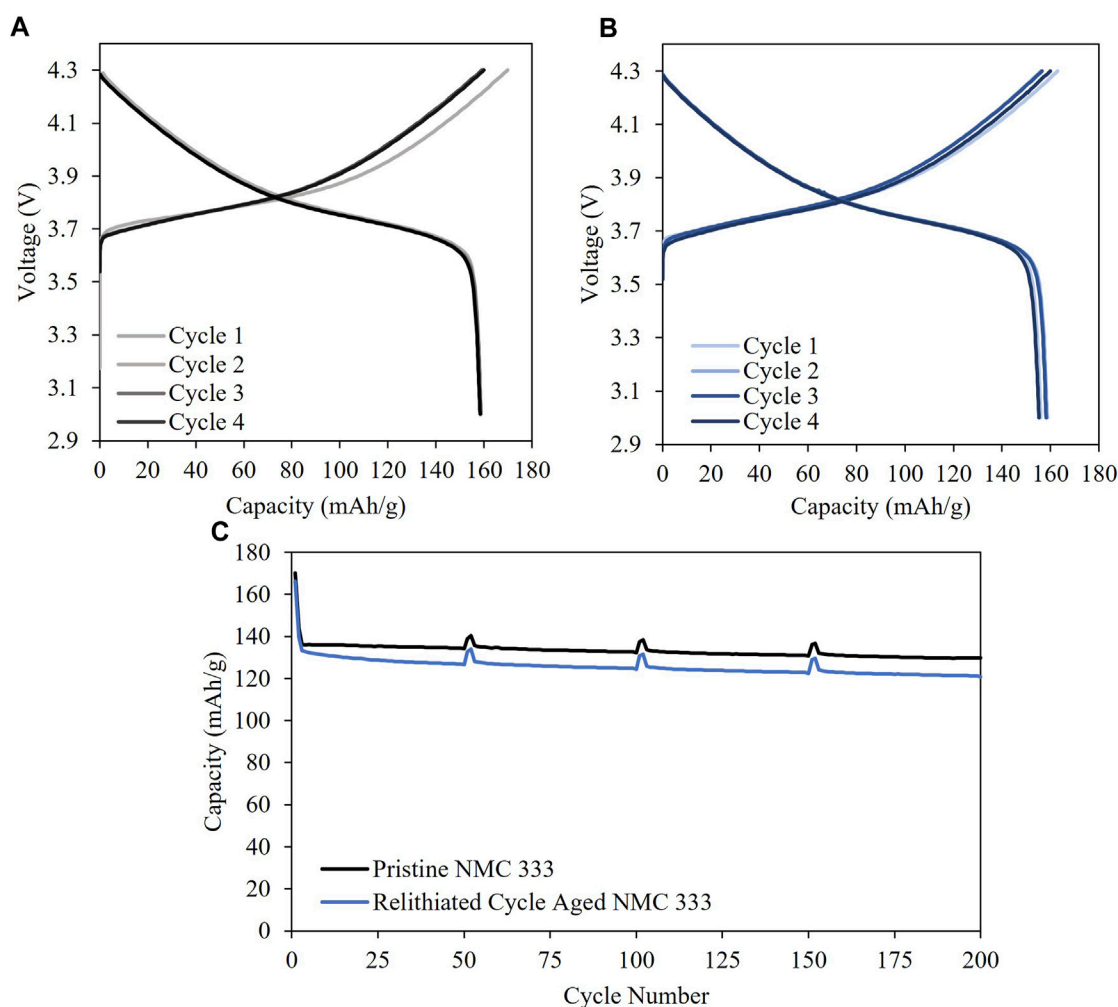 A
4.3
4.1
3.9
3.7
3.5
3.3
3.1
2.9
Voltage (V)
Cycle 1
Cycle 2
Cycle 3
Cycle 4
0 20 40 60 80 100 120 140 160 180
Capacity (mAh/g)
B
4.3
4.1
3.9
3.7
3.5
3.3
3.1
2.9
Voltage (V)
Cycle 1
Cycle 2
Cycle 3
Cycle 4
0 20 40 60 80 100 120 140 160 180
Capacity (mAh/g)
C
180
160
140
120
100
80
60
40
20
0
Capacity (mAh/g)
Pristine NMC 333
Relithiated Cycle Aged NMC 333
0 25 50 75 100 125 150 175 200
Cycle Number